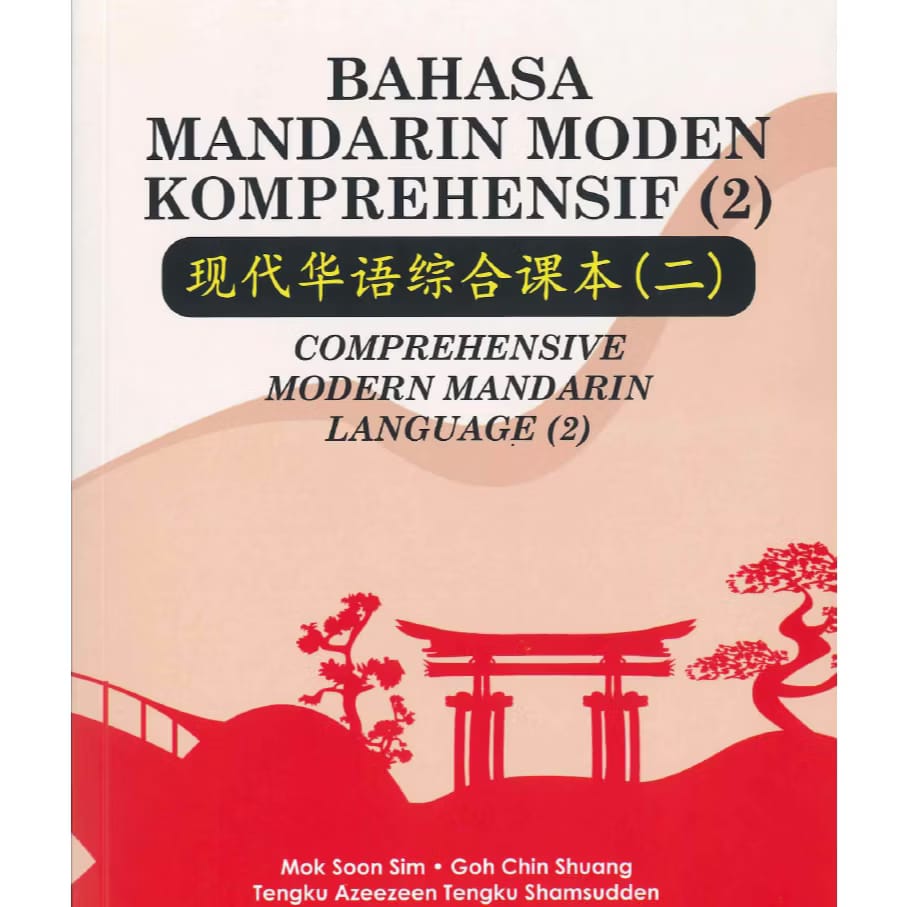 BAHASA
MANDARIN MODEN
KOMPREHENSIF (2)
现代华语综合课本(二)
COMPREHENSIVE
MODERN MANDARIN
LANGUAGE (2)
Mok Soon Sim • Goh Chin Shuang
Tengku Azeezeen Tengku Shamsudden